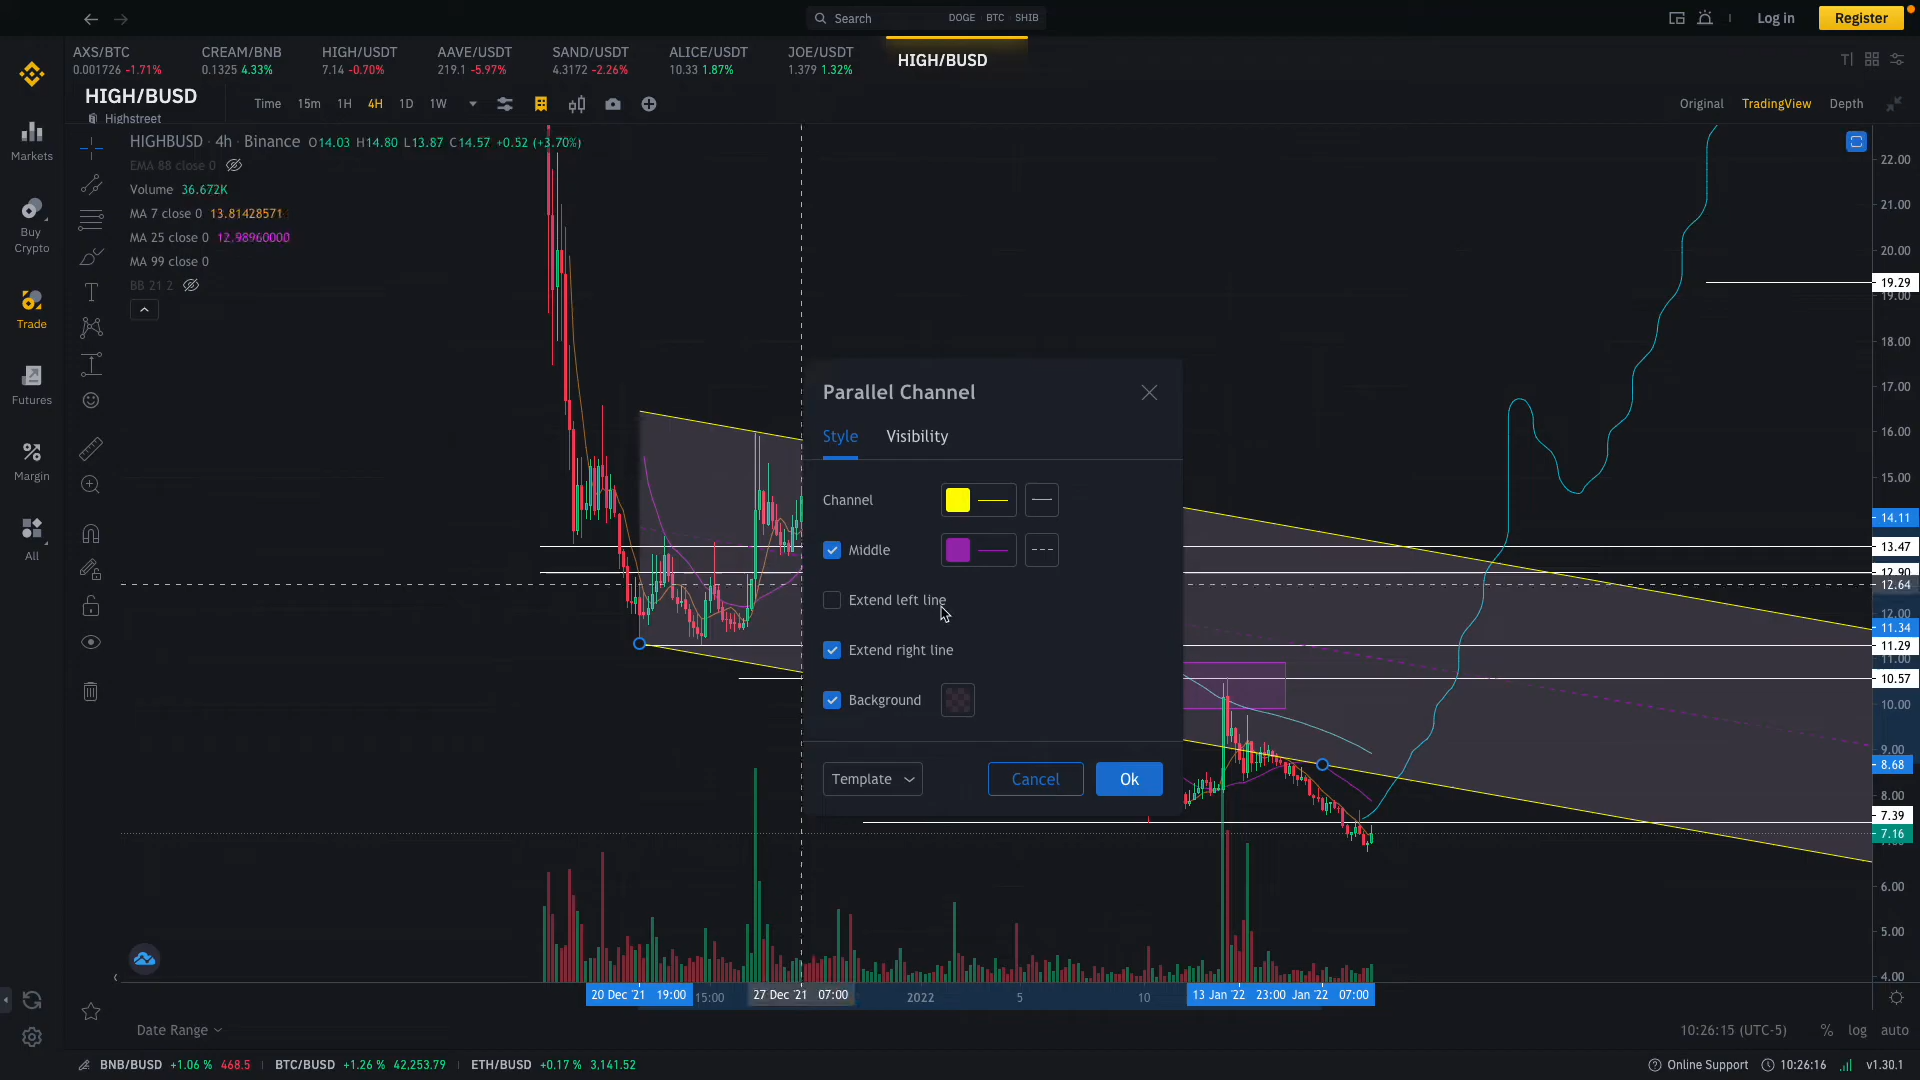 Search DOGE · BTC · SHIB
Log in
Register
AXS/BTC
0.001726 -1.71%
CREAM/BNB
0.1325 4.33%
HIGH/USDT
7.14 -0.70%
AAVE/USDT
219.1 -5.97%
SAND/USDT
4.3172 -2.26%
ALICE/USDT
10.33 1.87%
JOE/USDT
1.379 1.32%
HIGH/BUSD
HIGH/BUSD
Highstreet
Time 15m 1H 4H 1D 1W
Original TradingView Depth
HIGHBUSD · 4h · Binance O14.03 H14.80 L13.87 C14.57 +0.52 (+3.70%)
EMA 88 close 0
Volume 36.672K
MA 7 close 0 13.81428571
MA 25 close 0 12.98960000
MA 99 close 0
BB 21 2
Markets
Buy
Crypto
Trade
Futures
Margin
All
Parallel Channel
Style Visibility
Channel
Middle
Extend left line
Extend right line
Background
Template
Cancel
Ok
22.00
21.00
20.00
19.29
19.00
18.00
17.00
16.00
15.00
14.11
13.47
12.90
12.64
12.00
11.34
11.29
11.00
10.57
10.00
9.00
8.68
8.00
7.39
7.16
6.00
5.00
4.00
20 Dec '21 19:00
15:00
27 Dec '21 07:00
2022
5
10
13 Jan '22 23:00
Jan '22 07:00
Date Range
10:26:15 (UTC-5)
% log auto
BNB/BUSD +1.06 % 468.5
BTC/BUSD +1.26 % 42,253.79
ETH/BUSD +0.17 % 3,141.52
Online Support
10:26:16
v1.30.1